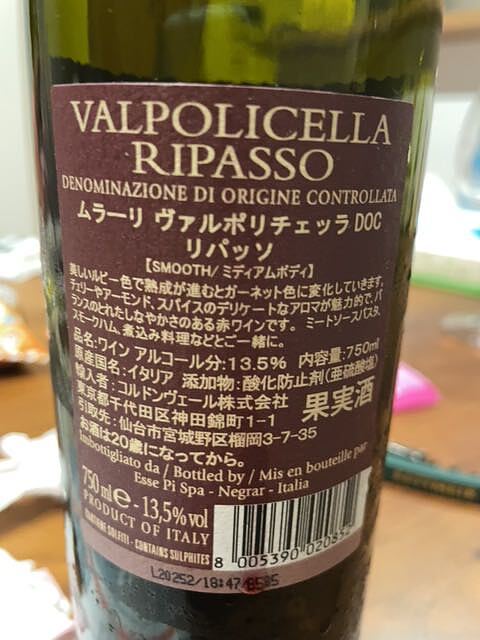 VALPOLICELLA
RIPASSO
DENOMINAZIONE DI ORIGINE CONTROLLATA
ムラーリ ヴァルポリチェッラ DOC
リパッソ
【SMOOTH/ ミディアムボディ】
美しいルビー色で熟成が進むとガーネット色に変化していきます。
チェリーやアーモンド、スパイスのデリケートなアロマが魅力的で、バ
ランスのとれたしなやかさのある赤ワインです。 ミートソースパスタ、
スモークハム、煮込み料理などとご一緒に。
品名:ワイン アルコール分:13.5% 内容量:750ml
原産国名:イタリア 添加物:酸化防止剤(亜硫酸塩)
輸入者:コルドンヴェール株式会社 果実酒
東京都千代田区神田錦町1-1
引取先:仙台市宮城野区榴岡3-7-35
お酒は20歳になってから。
Imbottigliato da / Bottled by / Mis en bouteille par
Esse Pi Spa - Negrar - Italia
750 ml e - 13,5% vol
PRODUCT OF ITALY
CONTIENE SOLFITI - CONTAINS SULPHITES
8 005390 02085
L20252/18:47/6585